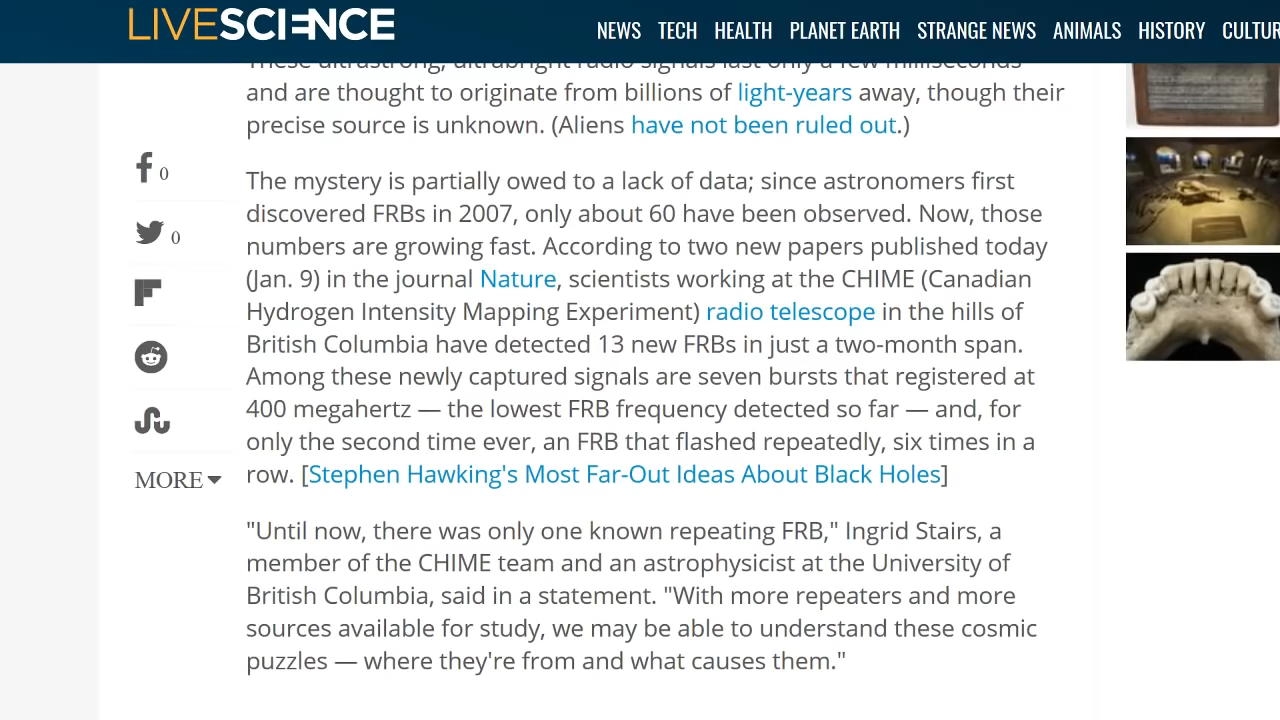 LIVESCIENCE
NEWS TECH HEALTH PLANET EARTH STRANGE NEWS ANIMALS HISTORY CULTUR
These ultrastrong, ultrabright radio signals last only a few milliseconds
and are thought to originate from billions of light-years away, though their
precise source is unknown. (Aliens have not been ruled out.)
0
0
MORE
The mystery is partially owed to a lack of data; since astronomers first
discovered FRBs in 2007, only about 60 have been observed. Now, those
numbers are growing fast. According to two new papers published today
(Jan. 9) in the journal Nature, scientists working at the CHIME (Canadian
Hydrogen Intensity Mapping Experiment) radio telescope in the hills of
British Columbia have detected 13 new FRBs in just a two-month span.
Among these newly captured signals are seven bursts that registered at
400 megahertz — the lowest FRB frequency detected so far — and, for
only the second time ever, an FRB that flashed repeatedly, six times in a
row. [Stephen Hawking's Most Far-Out Ideas About Black Holes]
"Until now, there was only one known repeating FRB," Ingrid Stairs, a
member of the CHIME team and an astrophysicist at the University of
British Columbia, said in a statement. "With more repeaters and more
sources available for study, we may be able to understand these cosmic
puzzles — where they're from and what causes them."